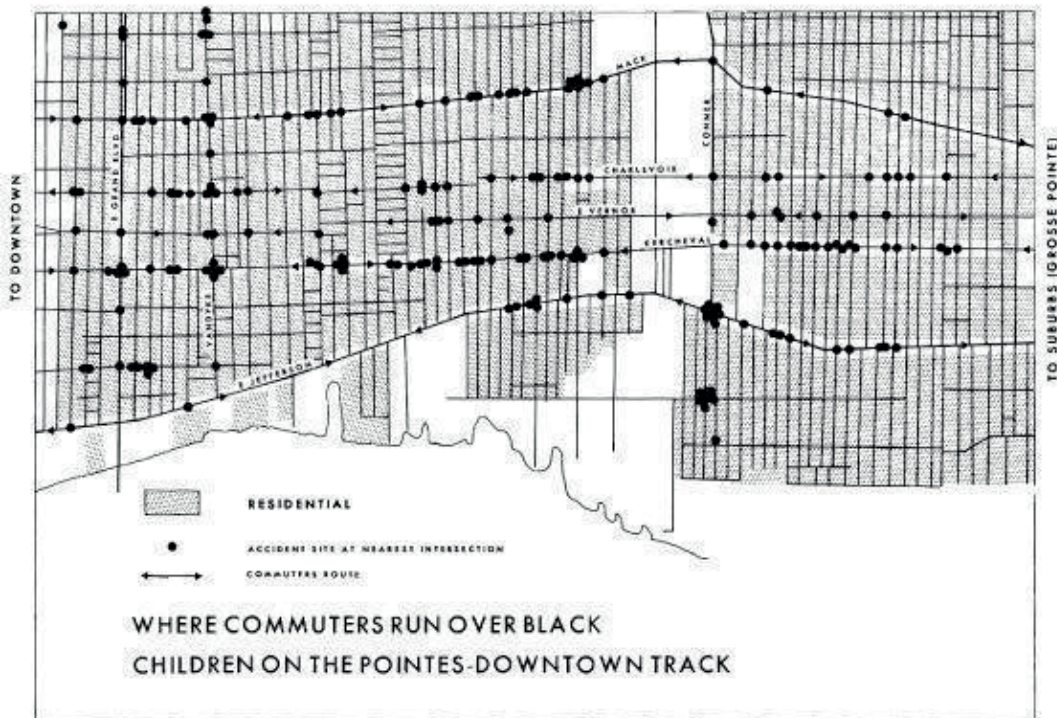 MACK
E GRAND BLVD
CONNER
CHARLEVOIX
E VERNOR
KERCHEVAL
TO DOWNTOWN
TO SUBURBS (GROSSE POINTE)
VANDYKE
E JEFFERSON
RESIDENTIAL
ACCIDENT SITE AT NEAREST INTERSECTION
COMMUTERS ROUTE
WHERE COMMUTERS RUN OVER BLACK
CHILDREN ON THE POINTES-DOWNTOWN TRACK